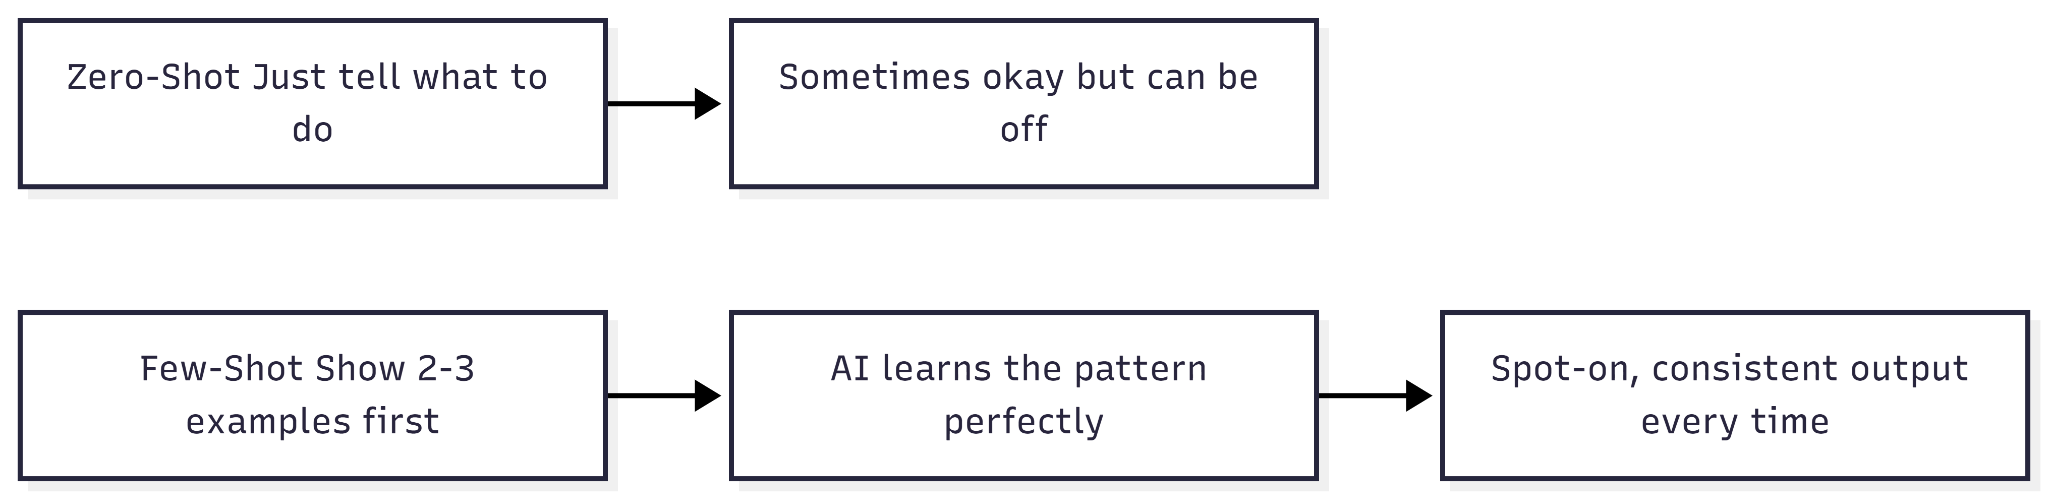 Zero-Shot Just tell what to
do
Sometimes okay but can be
off
Few-Shot Show 2-3
examples first
AI learns the pattern
perfectly
Spot-on, consistent output
every time